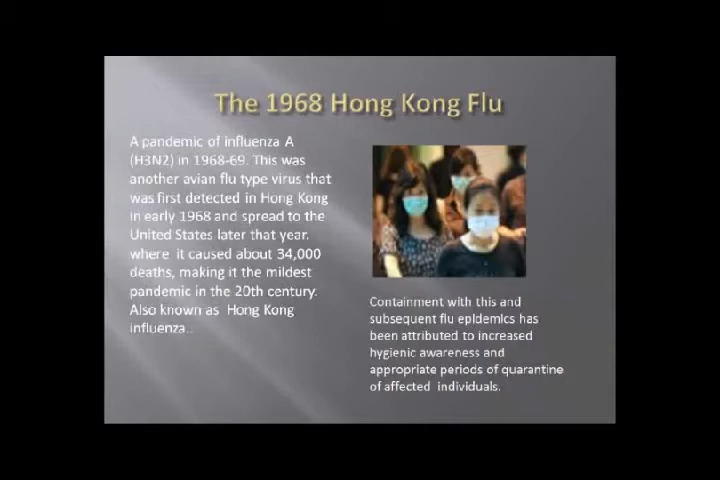 The 1968 Hong Kong Flu
A pandemic of influenza A
(H3N2) in 1968-69. This was
another avian flu type virus that
was first detected in Hong Kong
in early 1968 and spread to the
United States later that year.
where it caused about 34,000
deaths, making it the mildest
pandemic in the 20th century.
Also known as Hong Kong
influenza..
Containment with this and
subsequent flu epidemics has
been attributed to increased
hygienic awareness and
appropriate periods of quarantine
of affected individuals.